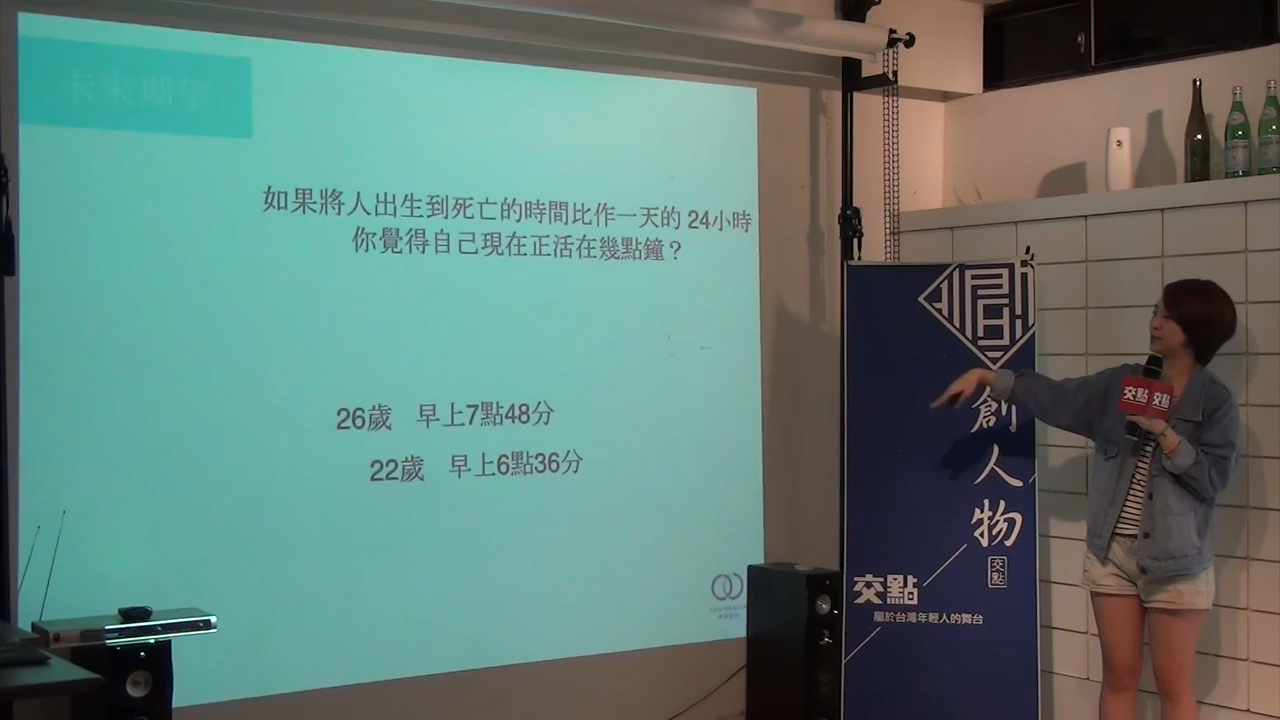 如果將人出生到死亡的時間比作一天的 24小時
你覺得自己現在正活在幾點鐘？
26歲 早上7點48分
22歲 早上6點36分
創人物
交點
交點
屬於台灣年輕人的舞台
交點 交點